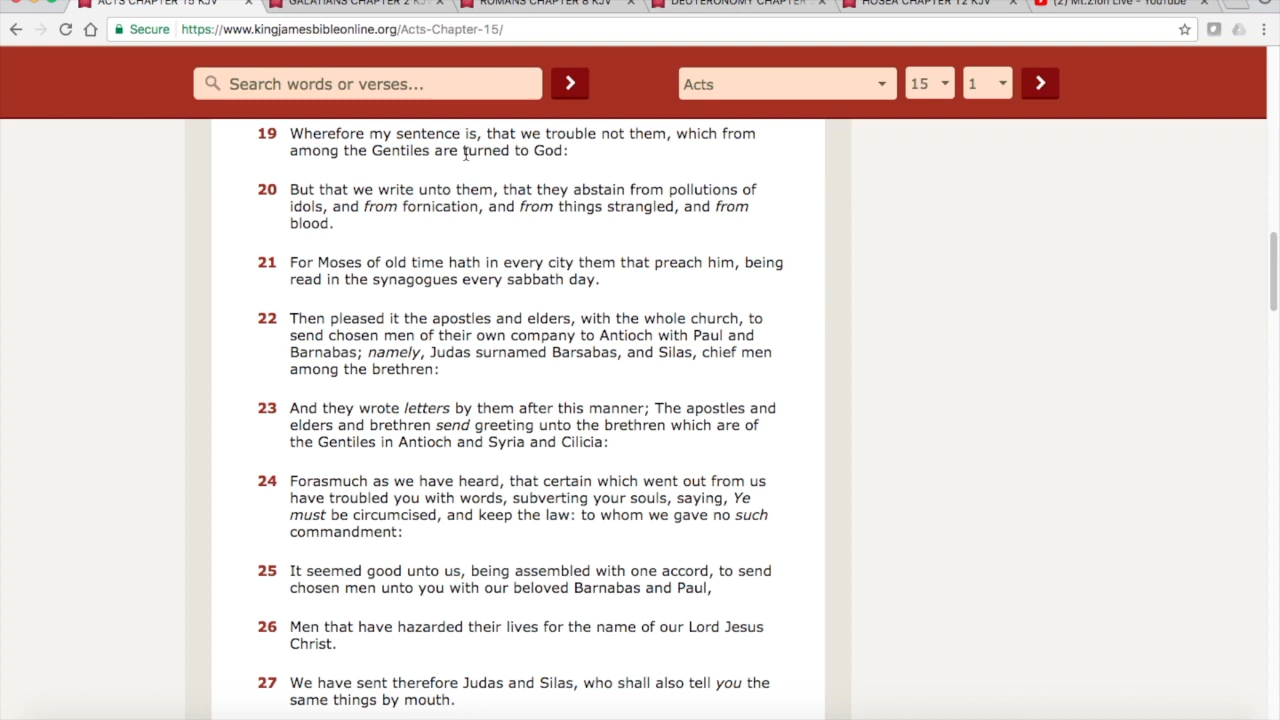 ACTS CHAPTER 15 KJV
GALATIANS CHAPTER 2 KJV
ROMANS CHAPTER 8 KJV
DEUTERONOMY CHAPTER
HOSEA CHAPTER 12 KJV
(2) Mt.Zion Live - YouTube
Secure https://www.kingjamesbibleonline.org/Acts-Chapter-15/
Search words or verses... Acts 15 1
19 Wherefore my sentence is, that we trouble not them, which from
among the Gentiles are turned to God:
20 But that we write unto them, that they abstain from pollutions of
idols, and from fornication, and from things strangled, and from
blood.
21 For Moses of old time hath in every city them that preach him, being
read in the synagogues every sabbath day.
22 Then pleased it the apostles and elders, with the whole church, to
send chosen men of their own company to Antioch with Paul and
Barnabas; namely, Judas surnamed Barsabas, and Silas, chief men
among the brethren:
23 And they wrote letters by them after this manner; The apostles and
elders and brethren send greeting unto the brethren which are of
the Gentiles in Antioch and Syria and Cilicia:
24 Forasmuch as we have heard, that certain which went out from us
have troubled you with words, subverting your souls, saying, Ye
must be circumcised, and keep the law: to whom we gave no such
commandment:
25 It seemed good unto us, being assembled with one accord, to send
chosen men unto you with our beloved Barnabas and Paul,
26 Men that have hazarded their lives for the name of our Lord Jesus
Christ.
27 We have sent therefore Judas and Silas, who shall also tell you the
same things by mouth.